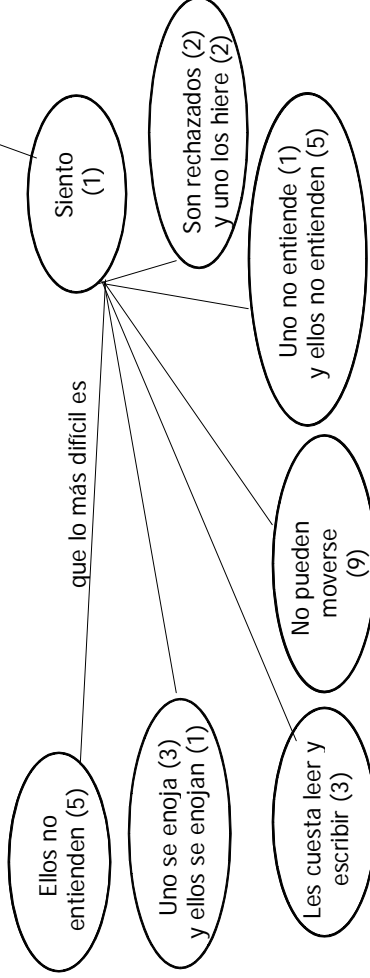 Siento
(1)
que lo más difícil es
Ellos no
entienden (5)
Uno se enoja (3)
y ellos se enojan (1)
Les cuesta leer y
escribir (3)
No pueden
moverse
(9)
Uno no entiende (1)
y ellos no entienden (5)
Son rechazados (2)
y uno los hiere (2)